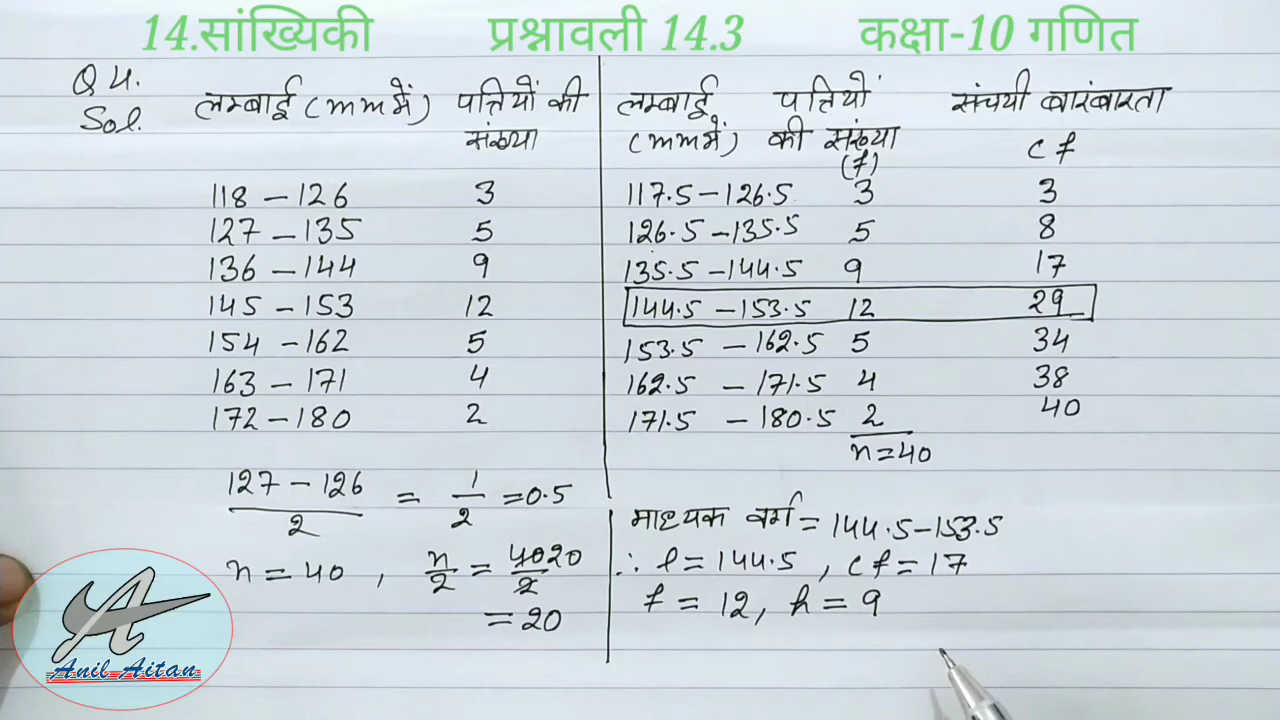 14.सांख्यिकी प्रश्नावली 14.3 कक्षा-10 गणित
Q 4.
Sol.
लम्बाई (mm में) पत्तियों की
संख्या
118 – 126 3
127 – 135 5
136 – 144 9
145 – 153 12
154 – 162 5
163 – 171 4
172 – 180 2
127 – 126 / 2 = 1/2 = 0.5
n = 40 , n/2 = 40/2 20
= 20
लम्बाई पत्तियों संचयी बारंबारता
(mm में) की संख्या cf
(f)
117.5 – 126.5 3 3
126.5 – 135.5 5 8
135.5 – 144.5 9 17
144.5 – 153.5 12 29
153.5 – 162.5 5 34
162.5 – 171.5 4 38
171.5 – 180.5 2 40
n = 40
माध्यक वर्ग = 144.5 – 153.5
∴ l = 144.5 , cf = 17
f = 12, h = 9
Anil Aitan